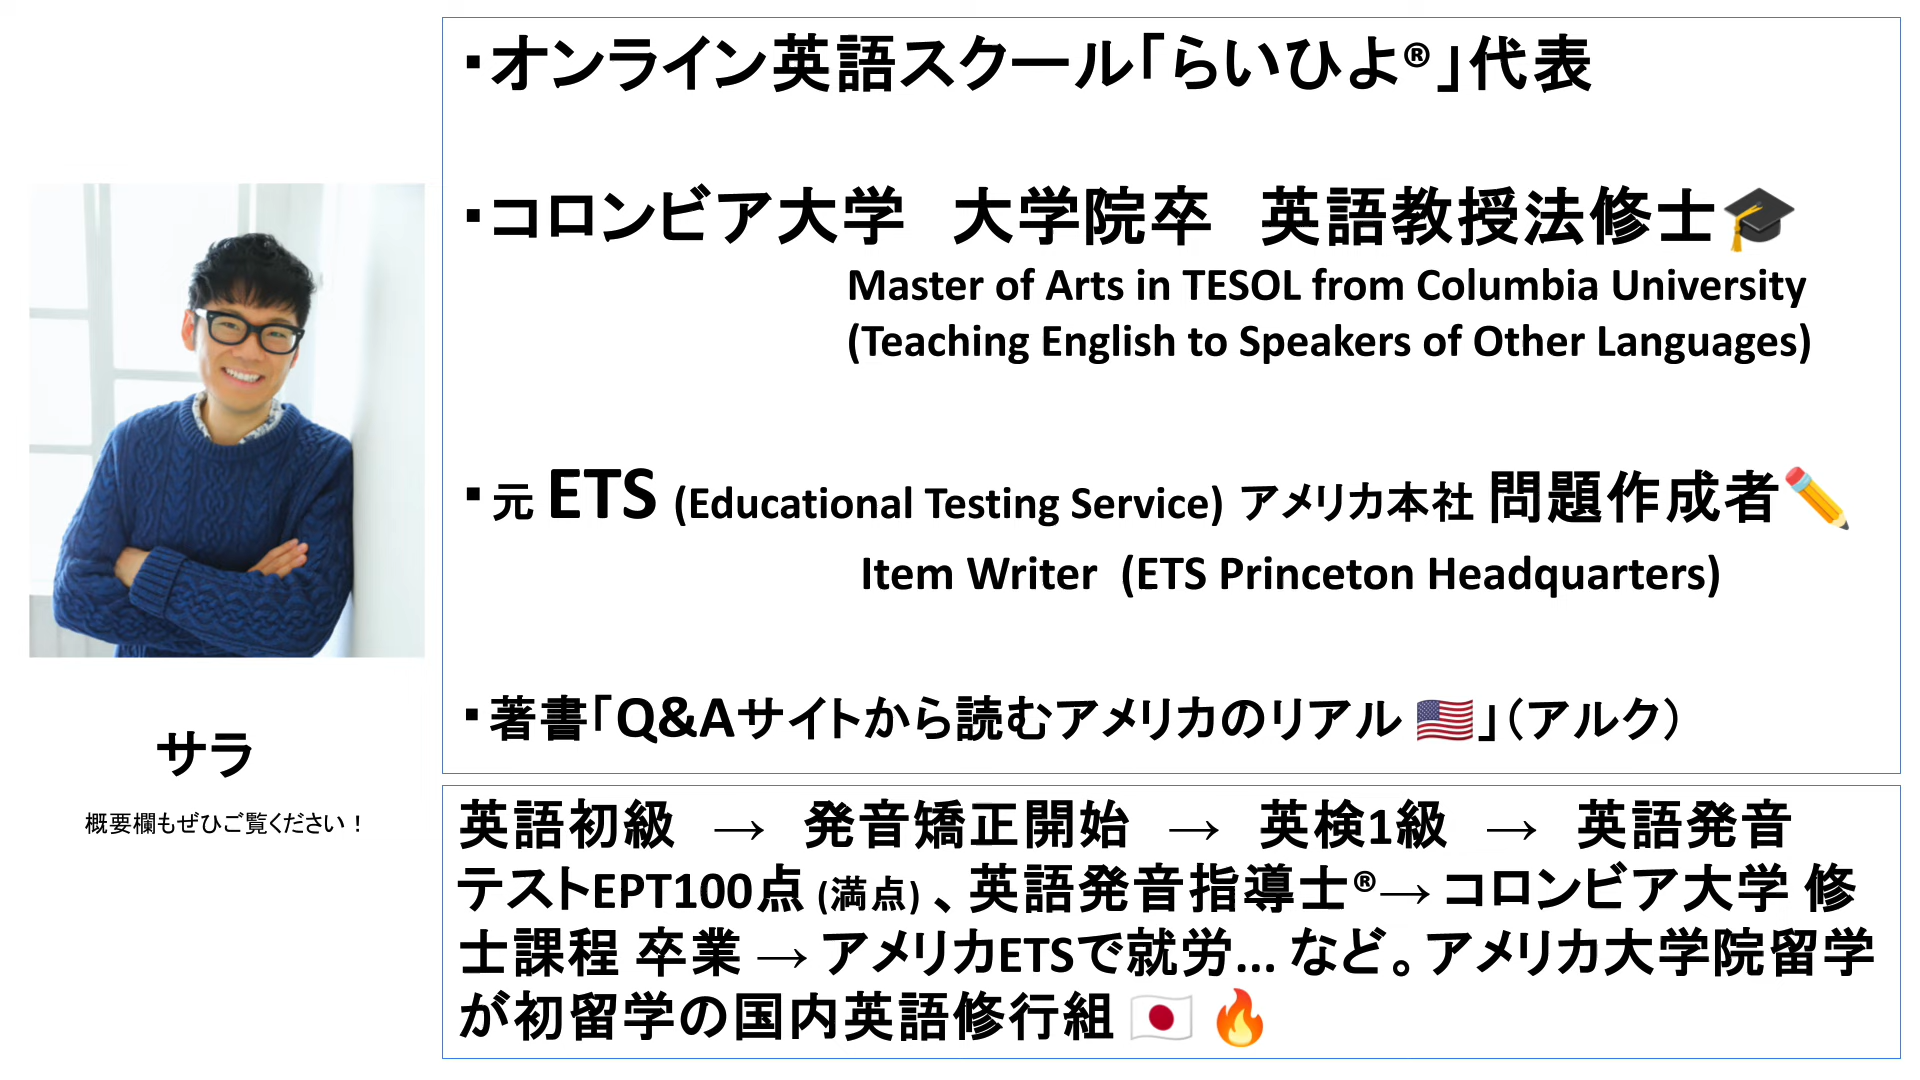 ・オンライン英語スクール「らいひよ®」代表
・コロンビア大学　大学院卒　英語教授法修士🎓
Master of Arts in TESOL from Columbia University
(Teaching English to Speakers of Other Languages)
・元 ETS (Educational Testing Service) アメリカ本社 問題作成者✏️
Item Writer (ETS Princeton Headquarters)
・著書「Q&Aサイトから読むアメリカのリアル 🇺🇸」（アルク）
サラ
概要欄もぜひご覧ください！
英語初級　→　発音矯正開始　→　英検1級　→　英語発音
テストEPT100点 (満点) 、英語発音指導士®→ コロンビア大学 修
士課程 卒業 → アメリカETSで就労... など。アメリカ大学院留学
が初留学の国内英語修行組 🇯🇵 🔥